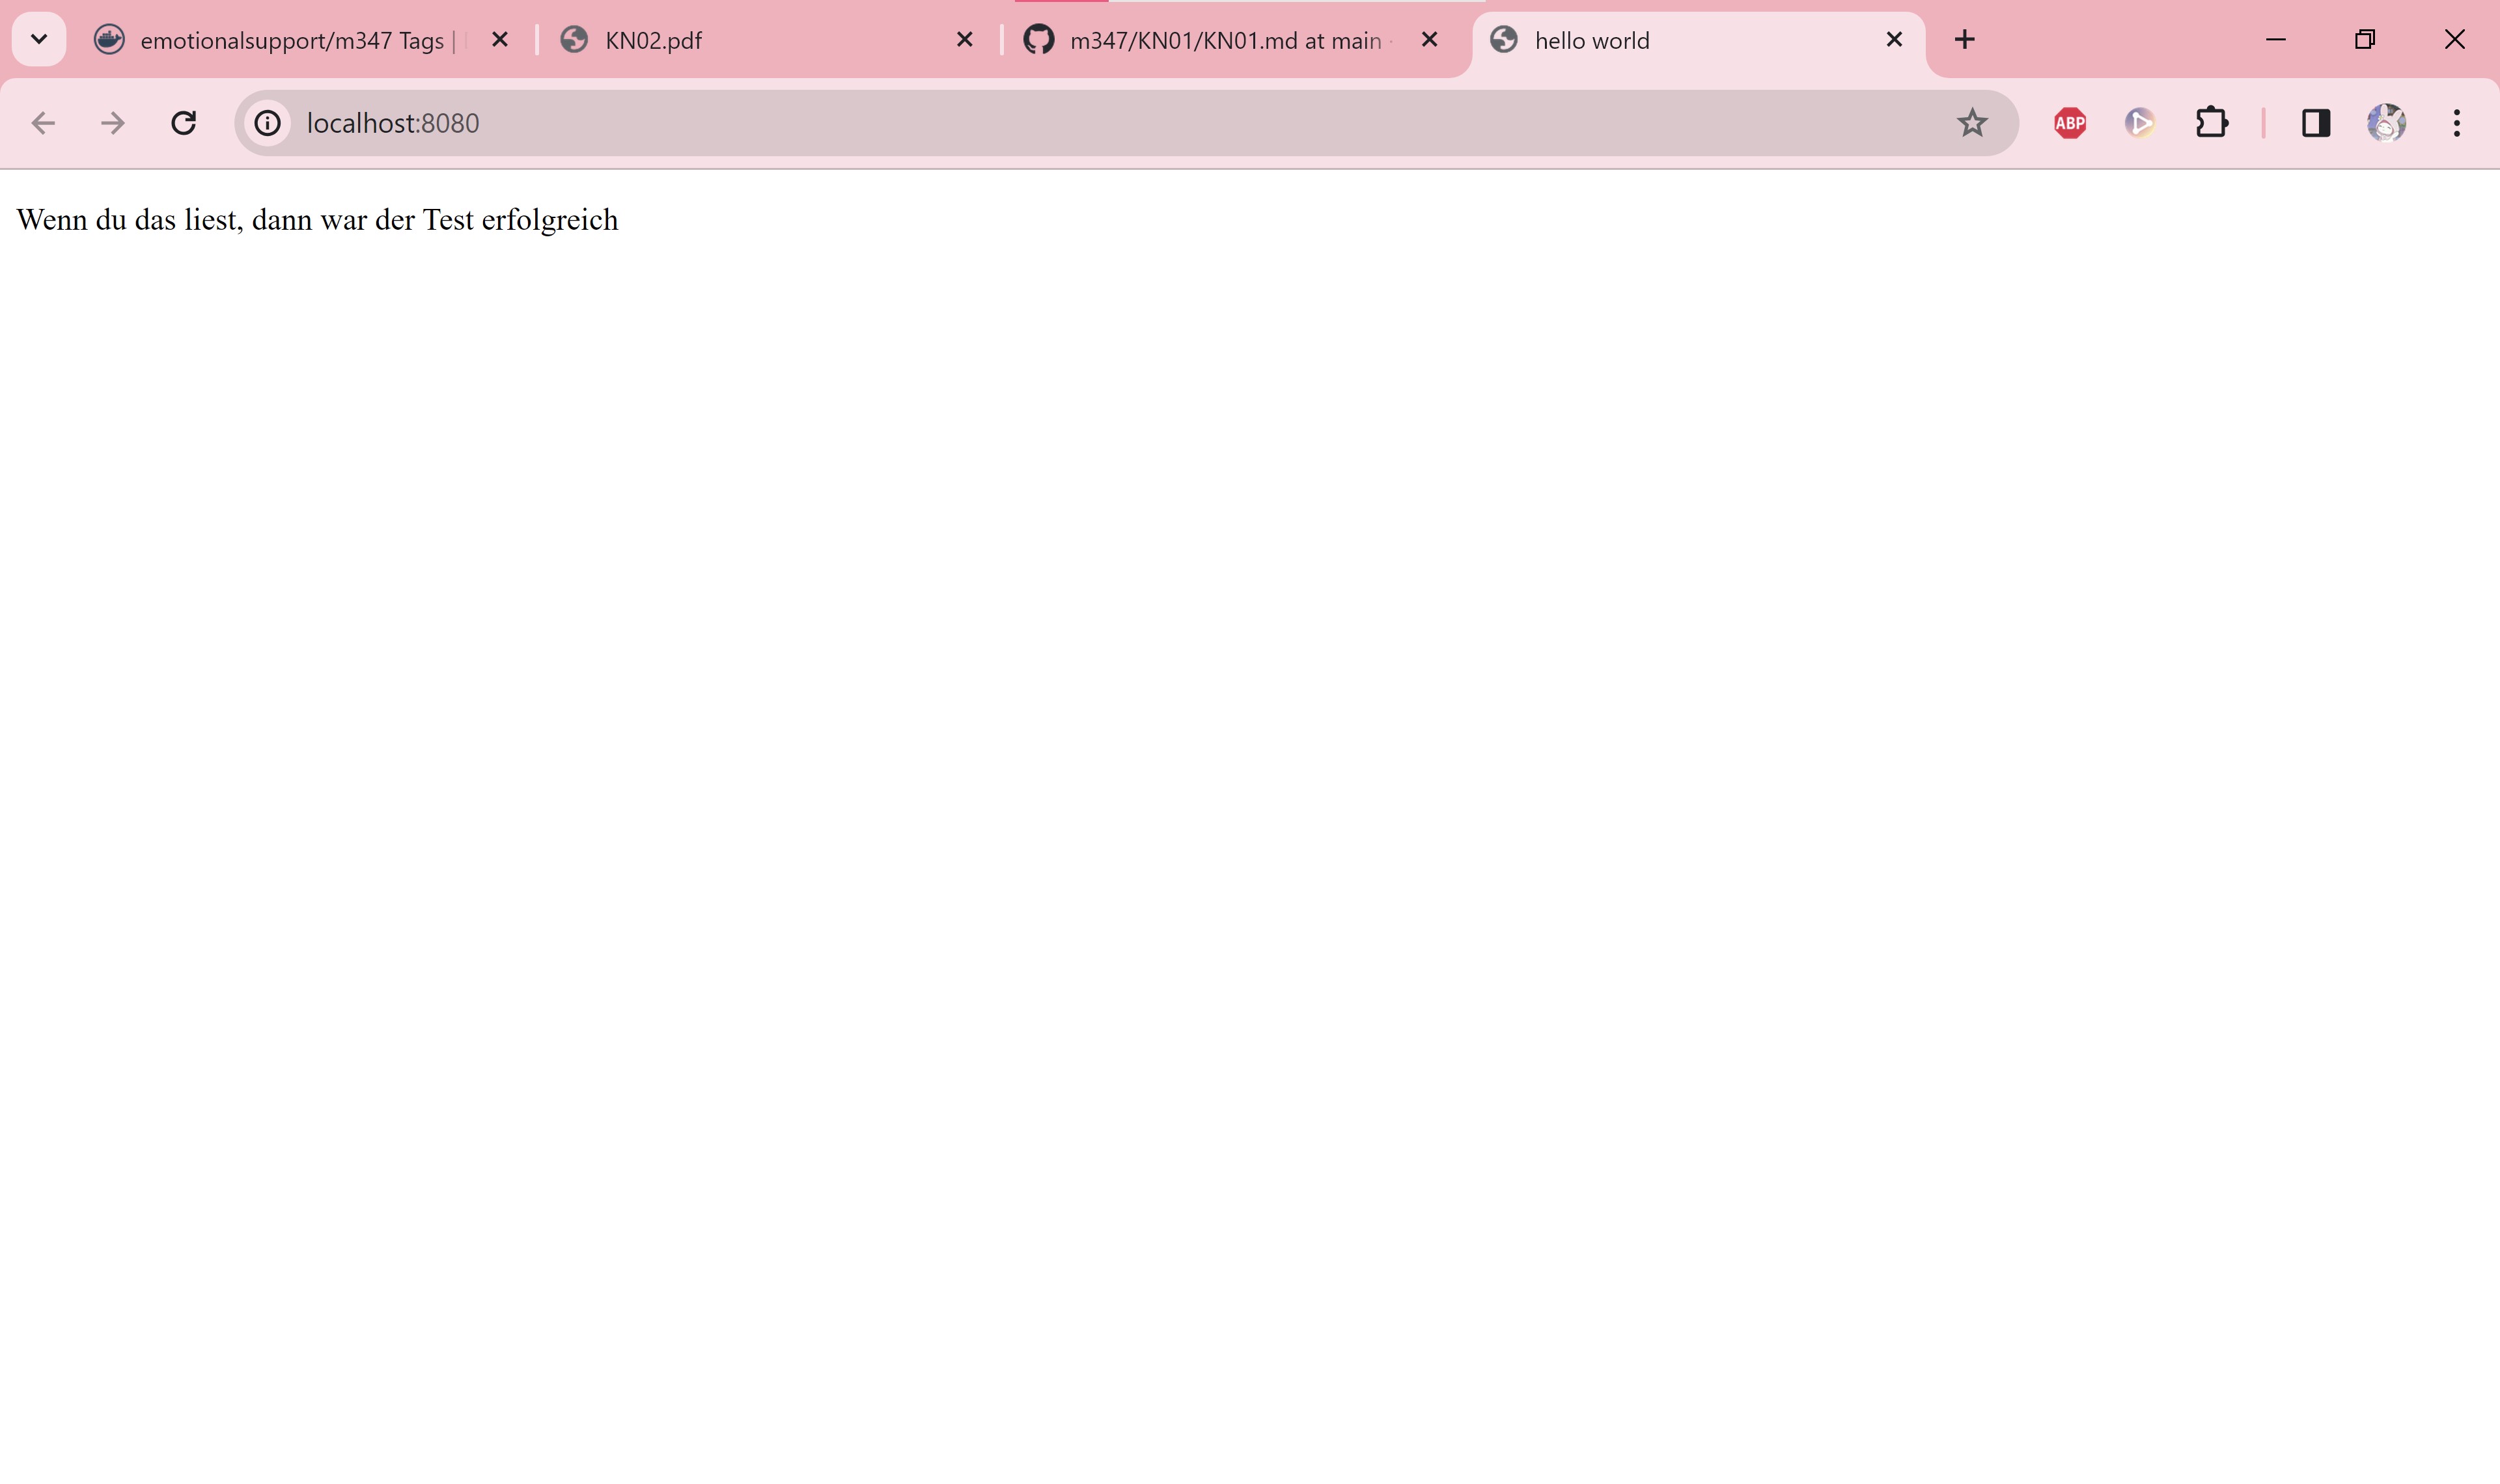 emotionalsupport/m347 Tags |
KN02.pdf
m347/KN01/KN01.md at main ·
hello world
localhost:8080
ABP
Wenn du das liest, dann war der Test erfolgreich